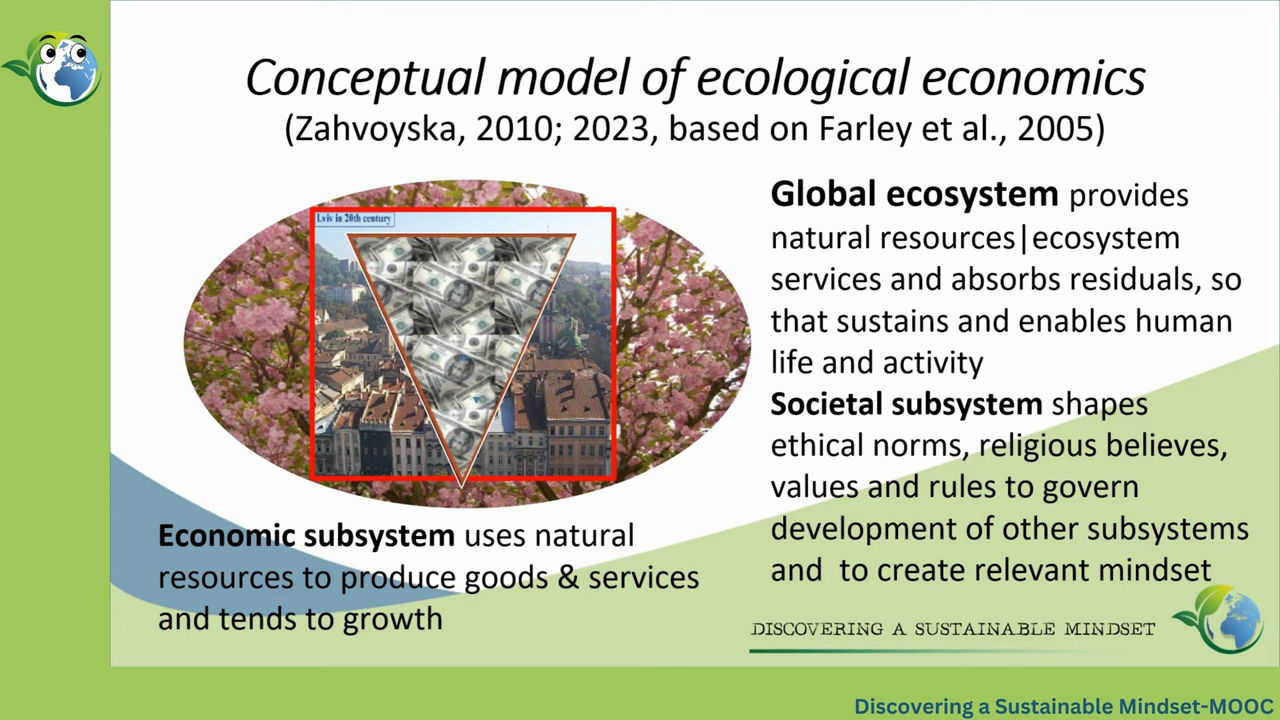 Conceptual model of ecological economics
(Zahvoyska, 2010; 2023, based on Farley et al., 2005)
Lviv in 20th century
Global ecosystem provides
natural resources|ecosystem
services and absorbs residuals, so
that sustains and enables human
life and activity
Societal subsystem shapes
ethical norms, religious believes,
values and rules to govern
development of other subsystems
and  to create relevant mindset
Economic subsystem uses natural
resources to produce goods & services
and tends to growth
DISCOVERING A SUSTAINABLE MINDSET
Discovering a Sustainable Mindset-MOOC